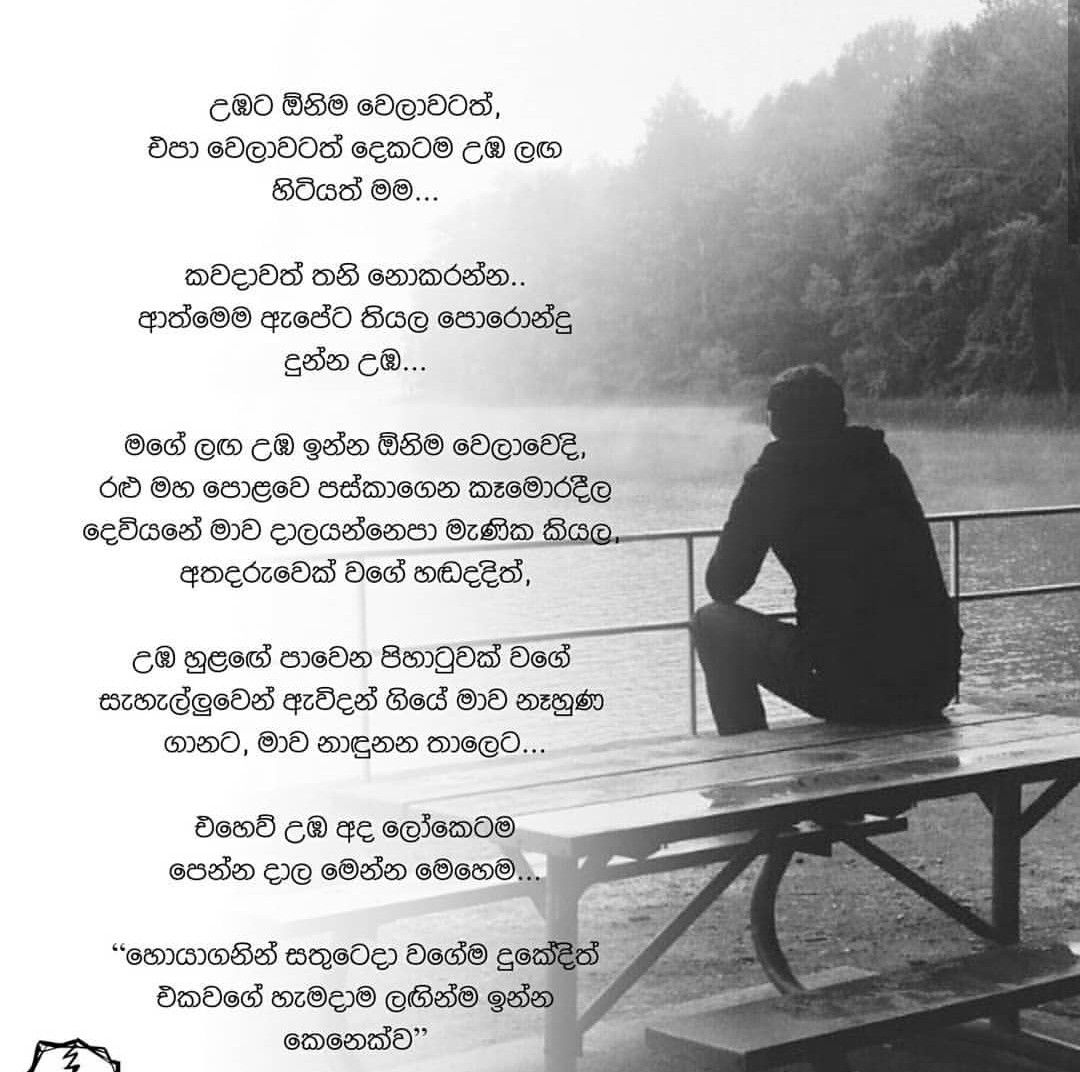 උඹට ඕනිම වෙලාවටත්,
එපා වෙලාවටත් දෙකටම උඹ ලඟ
හිටියත් මම...
කවදාවත් තනි නොකරන්න..
ආත්මෙම ඇපේට තියල පොරොන්දු
දුන්න උඹ...
මගේ ලඟ උඹ ඉන්න ඕනිම වෙලාවෙදි,
රළු මහ පොළවෙ පස්කාගෙන කෑමොරදීල
දෙවියනේ මාව දාලයන්නෙපා මැණික කියල,
අතදරුවෙක් වගේ හඬදදිත්,
උඹ හුළඟේ පාවෙන පිහාටුවක් වගේ
සැහැල්ලුවෙන් ඇවිදන් ගියේ මාව නෑහුණ
ගානට, මාව නාඳුනන තාලෙට...
එහෙව් උඹ අද ලෝකෙටම
පෙන්න දාල මෙන්න මෙහෙම...
“හොයාගනින් සතුටෙදා වගේම දුකේදිත්
එකවගේ හැමදාම ලඟින්ම ඉන්න
කෙනෙක්ව”